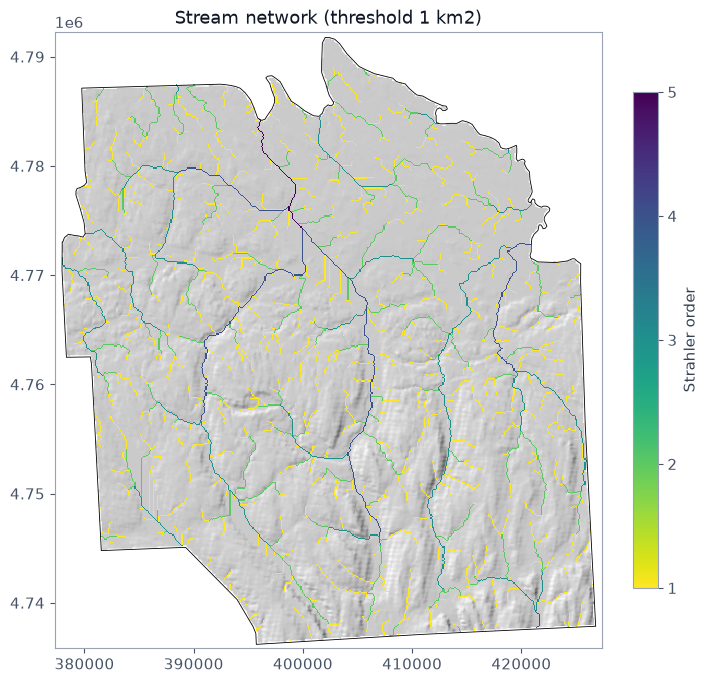 Stream network (threshold 1 km2)
1e6
4.79
4.78
4.77
4.76
4.75
4.74
380000 390000 400000 410000 420000
5
4
3
2
1
Strahler order